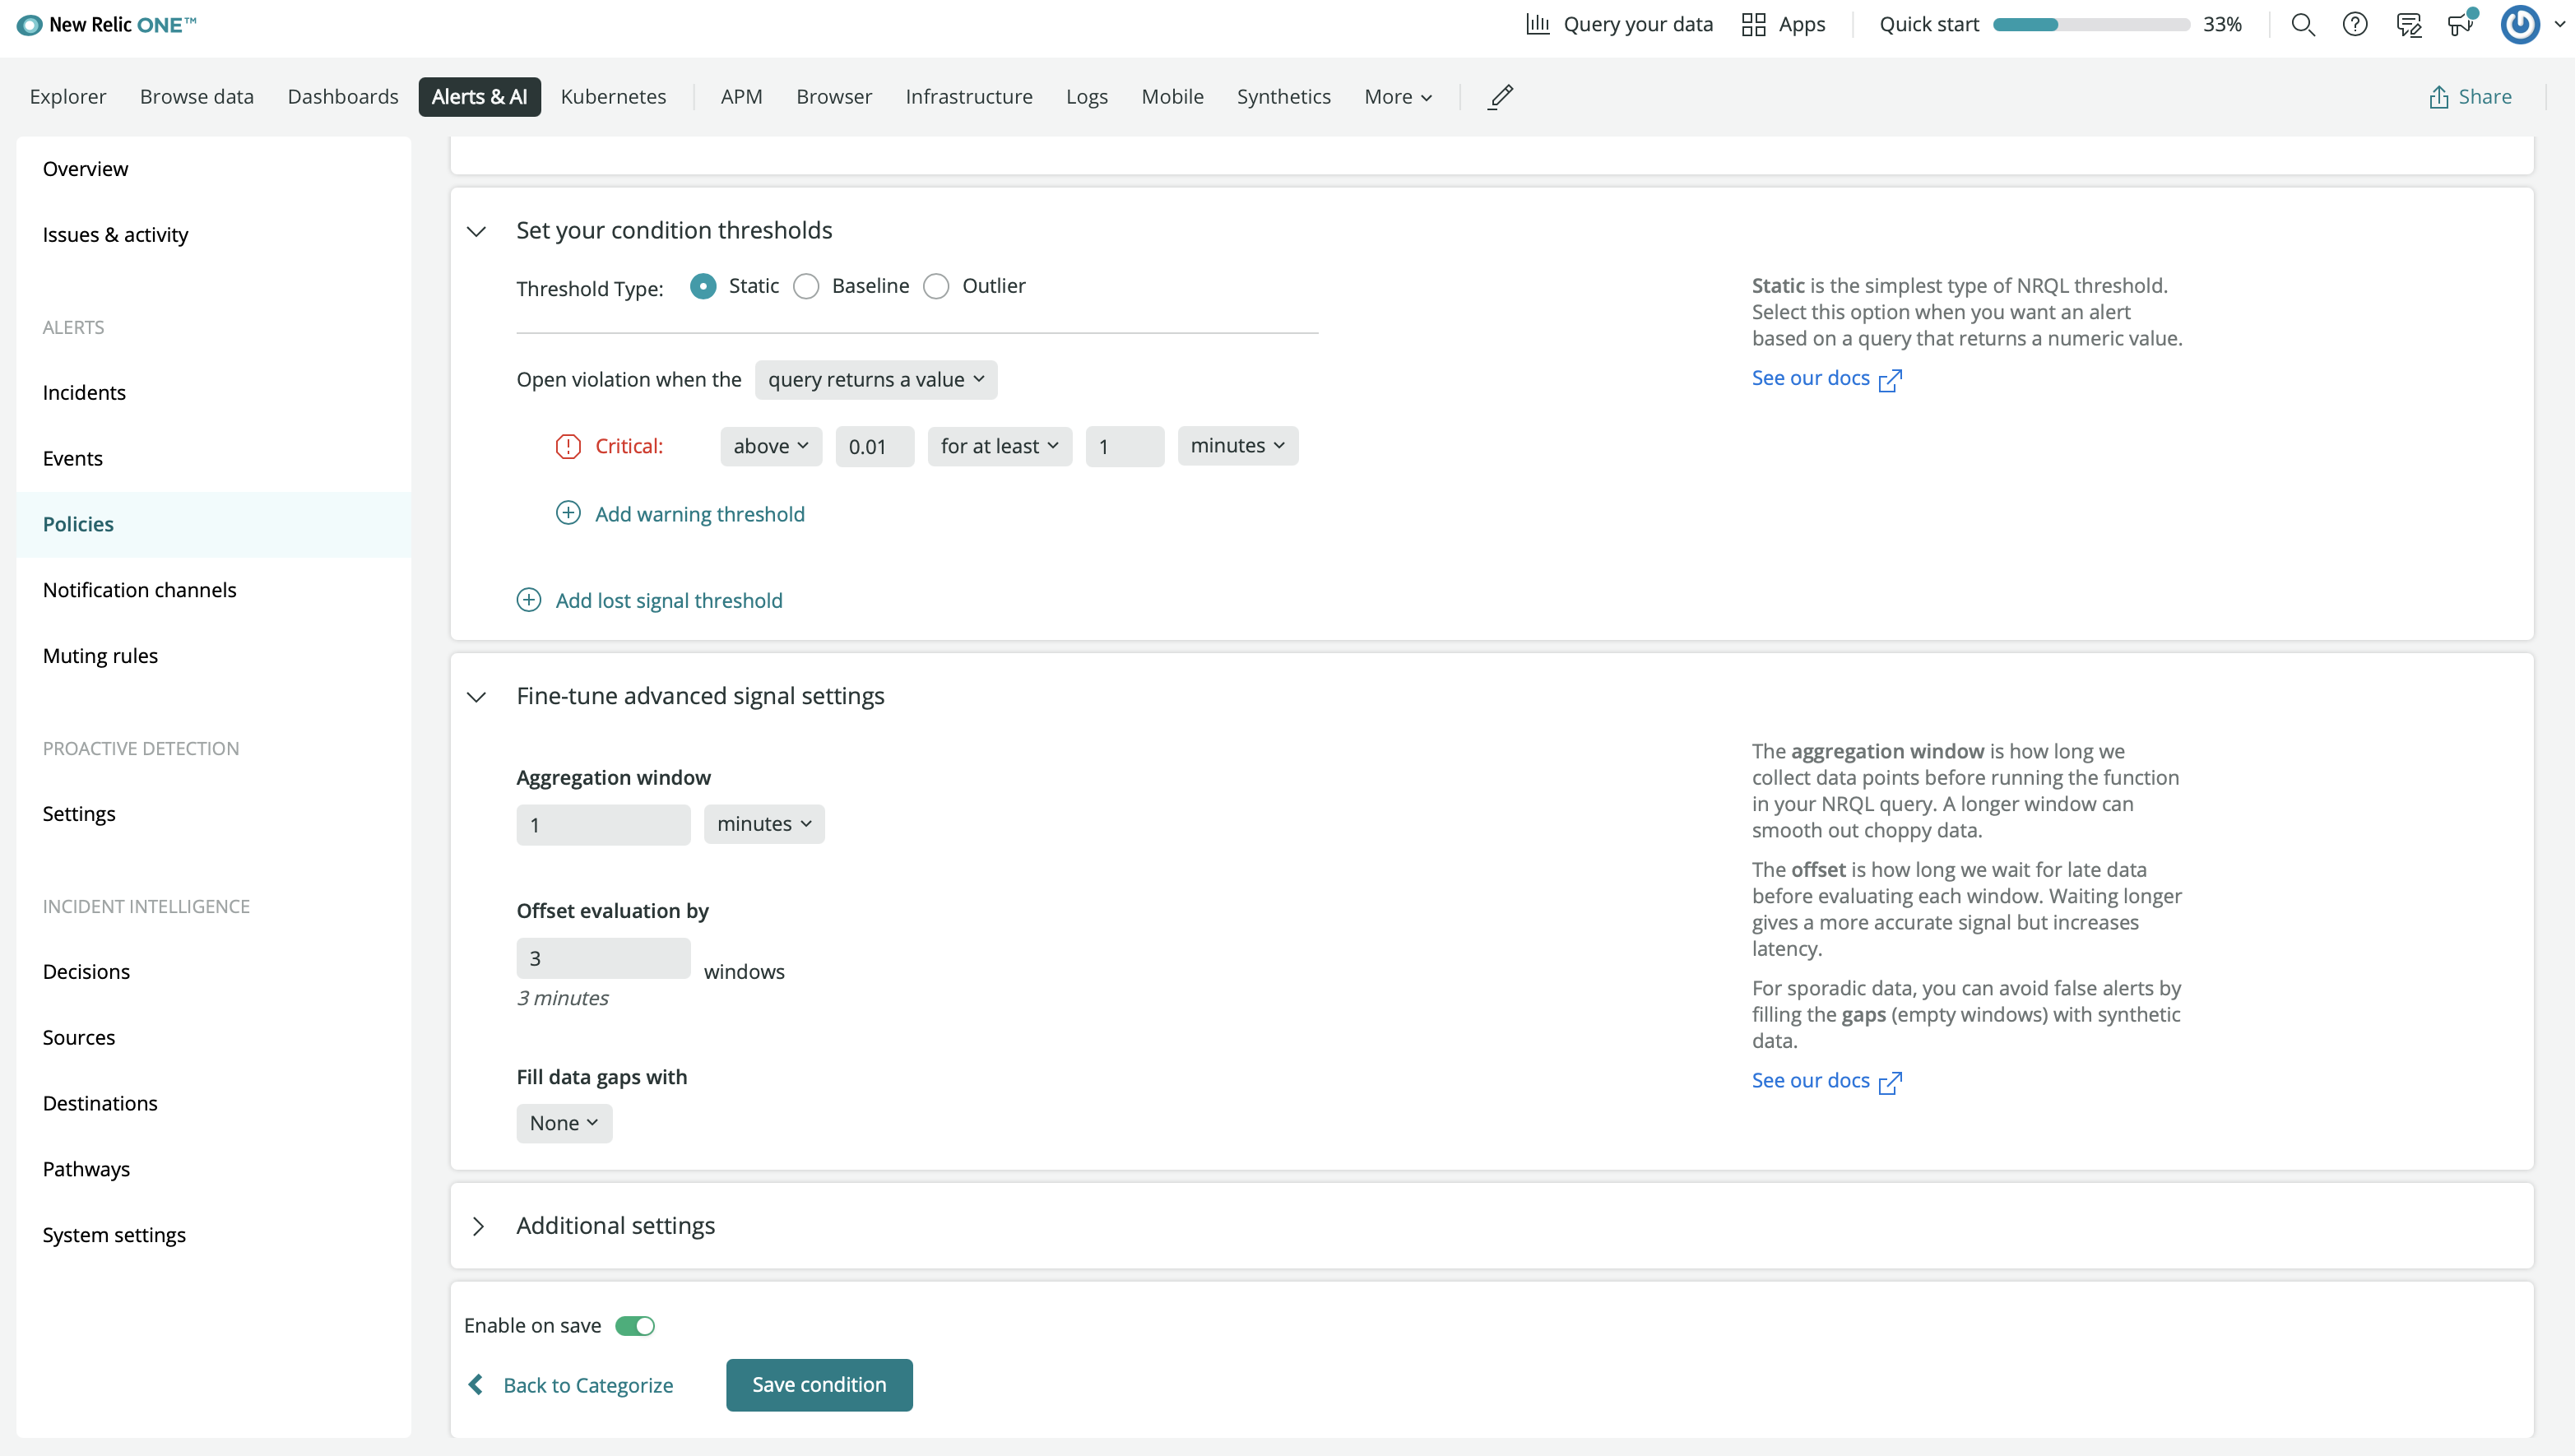 New Relic ONE™
Query your data
Apps
Quick start
33%
Explorer
Browse data
Dashboards
Alerts & AI
Kubernetes
APM
Browser
Infrastructure
Logs
Mobile
Synthetics
More
Share
Overview
Issues & activity
ALERTS
Incidents
Events
Policies
Notification channels
Muting rules
PROACTIVE DETECTION
Settings
INCIDENT INTELLIGENCE
Decisions
Sources
Destinations
Pathways
System settings
Set your condition thresholds
Threshold Type: Static Baseline Outlier
Open violation when the query returns a value
Critical: above 0.01 for at least 1 minutes
Add warning threshold
Add lost signal threshold
Static is the simplest type of NRQL threshold.
Select this option when you want an alert
based on a query that returns a numeric value.
See our docs
Fine-tune advanced signal settings
Aggregation window
1 minutes
Offset evaluation by
3 windows
3 minutes
Fill data gaps with
None
The aggregation window is how long we
collect data points before running the function
in your NRQL query. A longer window can
smooth out choppy data.
The offset is how long we wait for late data
before evaluating each window. Waiting longer
gives a more accurate signal but increases
latency.
For sporadic data, you can avoid false alerts by
filling the gaps (empty windows) with synthetic
data.
See our docs
Additional settings
Enable on save
Back to Categorize
Save condition